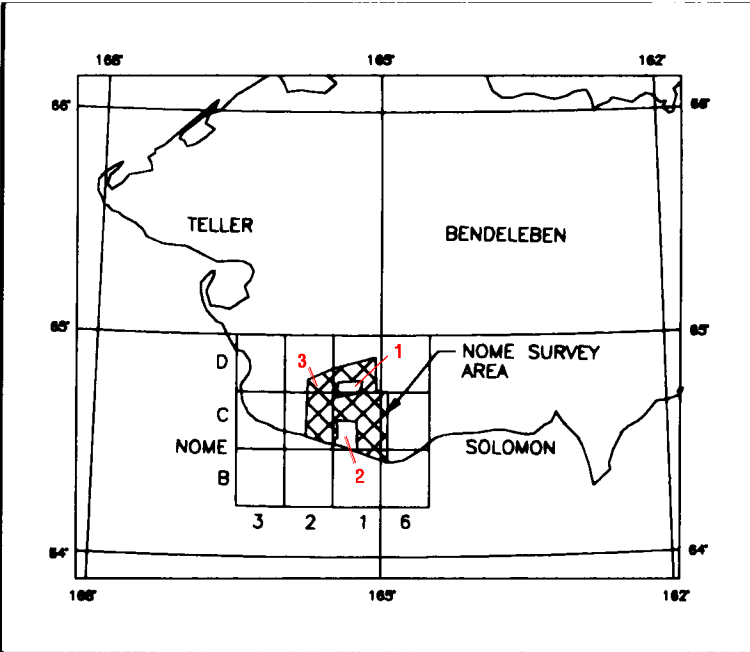 168° 165° 162°
66° 66°
TELLER
BENDELEBEN
65° 65°
D 3 1 NOME SURVEY
AREA
C
NOME SOLOMON
B 2
3 2 1 6
64° 64°
168° 165° 162°